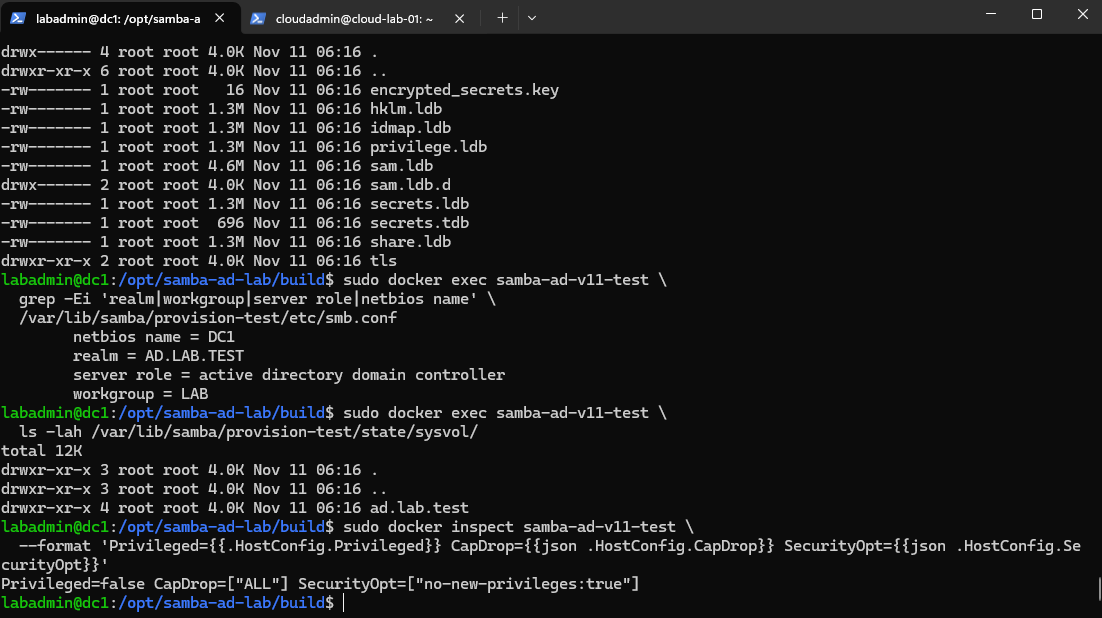 labadmin@dc1: /opt/samba-a
cloudadmin@cloud-lab-01: ~
drwx------ 4 root root 4.0K Nov 11 06:16 .
drwxr-xr-x 6 root root 4.0K Nov 11 06:16 ..
-rw------- 1 root root   16 Nov 11 06:16 encrypted_secrets.key
-rw------- 1 root root 1.3M Nov 11 06:16 hklm.ldb
-rw------- 1 root root 1.3M Nov 11 06:16 idmap.ldb
-rw------- 1 root root 1.3M Nov 11 06:16 privilege.ldb
-rw------- 1 root root 4.6M Nov 11 06:16 sam.ldb
drwx------ 2 root root 4.0K Nov 11 06:16 sam.ldb.d
-rw------- 1 root root 1.3M Nov 11 06:16 secrets.ldb
-rw------- 1 root root  696 Nov 11 06:16 secrets.tdb
-rw------- 1 root root 1.3M Nov 11 06:16 share.ldb
drwxr-xr-x 2 root root 4.0K Nov 11 06:16 tls
labadmin@dc1:/opt/samba-ad-lab/build$ sudo docker exec samba-ad-v11-test \
  grep -Ei 'realm|workgroup|server role|netbios name' \
  /var/lib/samba/provision-test/etc/smb.conf
        netbios name = DC1
        realm = AD.LAB.TEST
        server role = active directory domain controller
        workgroup = LAB
labadmin@dc1:/opt/samba-ad-lab/build$ sudo docker exec samba-ad-v11-test \
  ls -lah /var/lib/samba/provision-test/state/sysvol/
total 12K
drwxr-xr-x 3 root root 4.0K Nov 11 06:16 .
drwxr-xr-x 3 root root 4.0K Nov 11 06:16 ..
drwxr-xr-x 4 root root 4.0K Nov 11 06:16 ad.lab.test
labadmin@dc1:/opt/samba-ad-lab/build$ sudo docker inspect samba-ad-v11-test \
  --format 'Privileged={{.HostConfig.Privileged}} CapDrop={{json .HostConfig.CapDrop}} SecurityOpt={{json .HostConfig.Se
curityOpt}}'
Privileged=false CapDrop=["ALL"] SecurityOpt=["no-new-privileges:true"]
labadmin@dc1:/opt/samba-ad-lab/build$